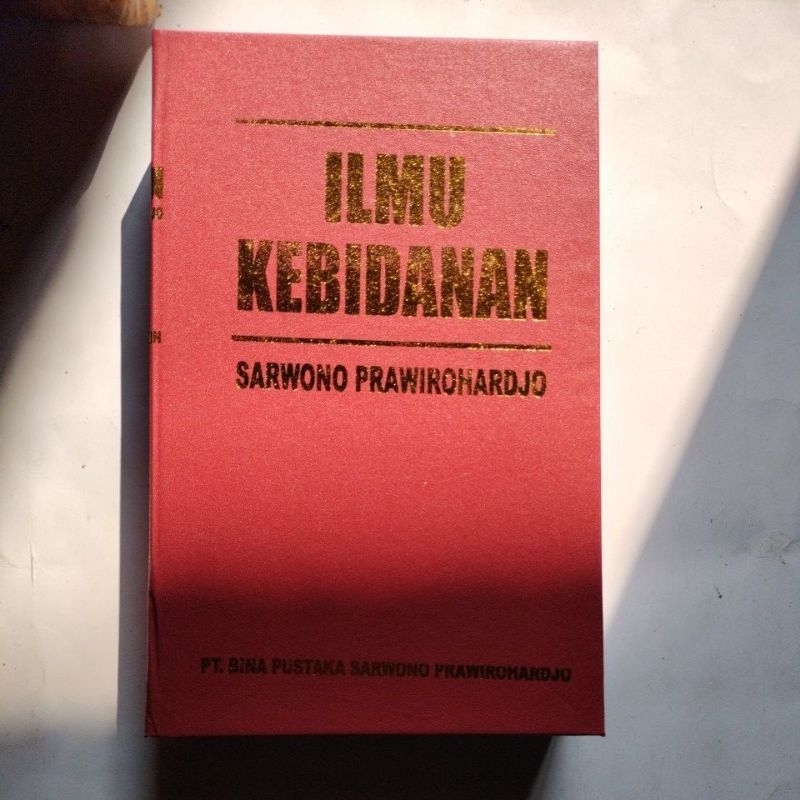 ILMU
KEBIDANAN
SARWONO PRAWIROHARDJO
PT. BINA PUSTAKA SARWONO PRAWIROHARDJO